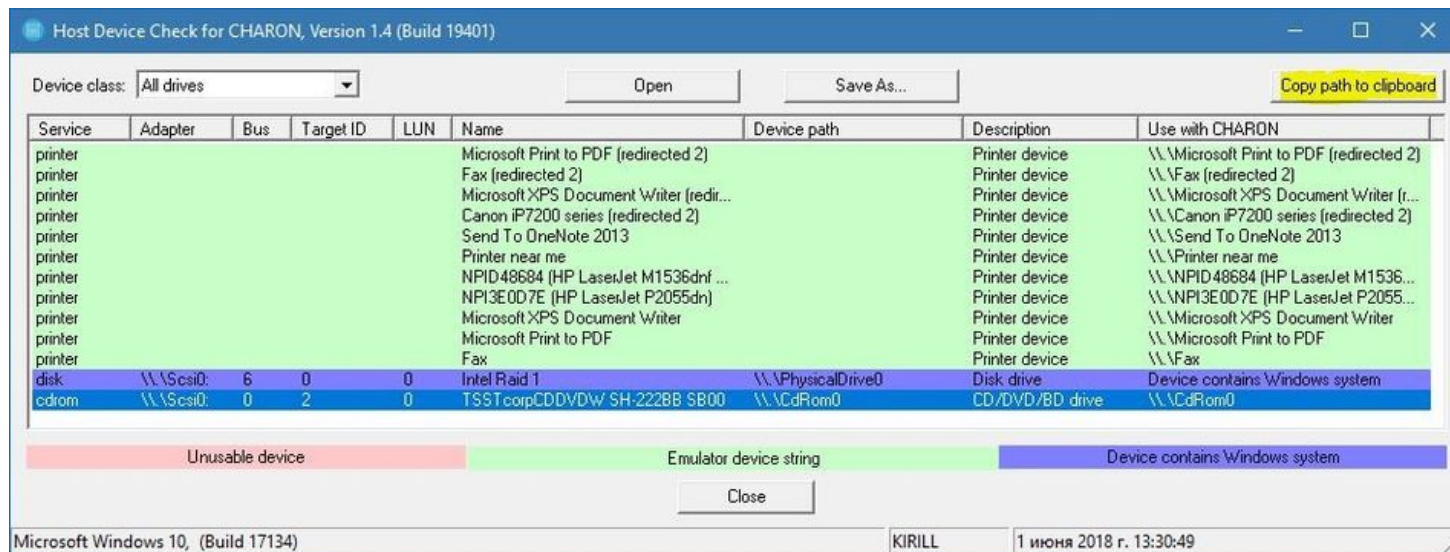 Host Device Check for CHARON, Version 1.4 (Build 19401)
Device class: All drives Open Save As... Copy path to clipboard
Service Adapter Bus Target ID LUN Name Device path Description Use with CHARON
printer Microsoft Print to PDF (redirected 2) Printer device \\.\Microsoft Print to PDF (redirected 2)
printer Fax (redirected 2) Printer device \\.\Fax (redirected 2)
printer Microsoft XPS Document Writer (redir... Printer device \\.\Microsoft XPS Document Writer (r...
printer Canon iP7200 series (redirected 2) Printer device \\.\Canon iP7200 series (redirected 2)
printer Send To OneNote 2013 Printer device \\.\Send To OneNote 2013
printer Printer near me Printer device \\.\Printer near me
printer NPID48684 (HP LaserJet M1536dnf ... Printer device \\.\NPID48684 (HP LaserJet M1536...
printer NPI3E0D7E (HP LaserJet P2055dn) Printer device \\.\NPI3E0D7E (HP LaserJet P2055...
printer Microsoft XPS Document Writer Printer device \\.\Microsoft XPS Document Writer
printer Microsoft Print to PDF Printer device \\.\Microsoft Print to PDF
printer Fax Printer device \\.\Fax
disk \\.\Scsi0: 6 0 0 Intel Raid 1 \\.\PhysicalDrive0 Disk drive Device contains Windows system
cdrom \\.\Scsi0: 0 2 0 TSSTcorpCDDVDW SH-222BB SB00 \\.\CdRom0 CD/DVD/BD drive \\.\CdRom0
Unusable device Emulator device string Device contains Windows system
Close
Microsoft Windows 10, (Build 17134) KIRILL 1 июня 2018 г. 13:30:49